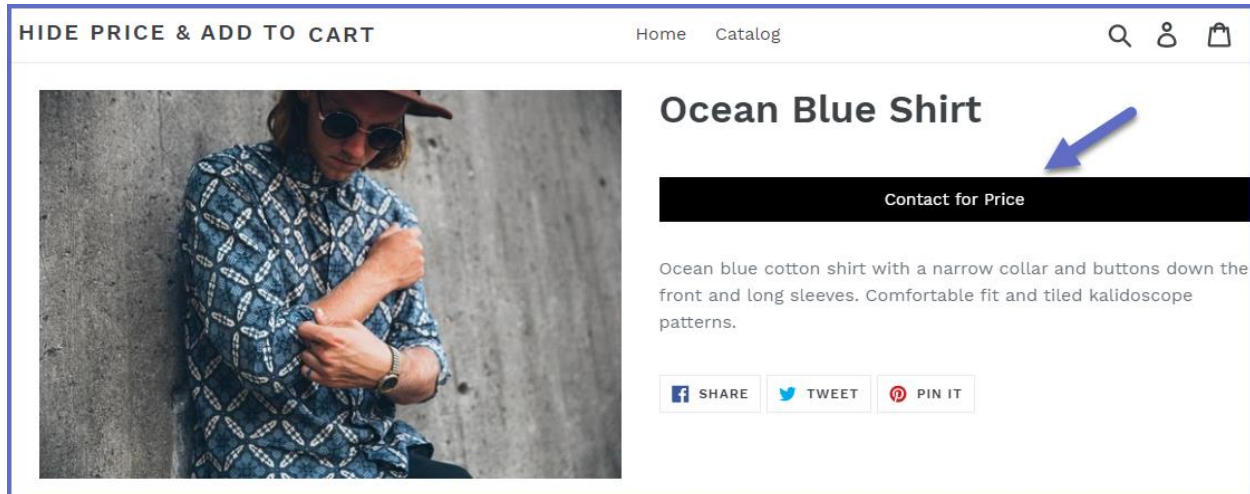 HIDE PRICE & ADD TO CART
Home Catalog
Ocean Blue Shirt
Contact for Price
Ocean blue cotton shirt with a narrow collar and buttons down the
front and long sleeves. Comfortable fit and tiled kalidoscope
patterns.
SHARE TWEET PIN IT